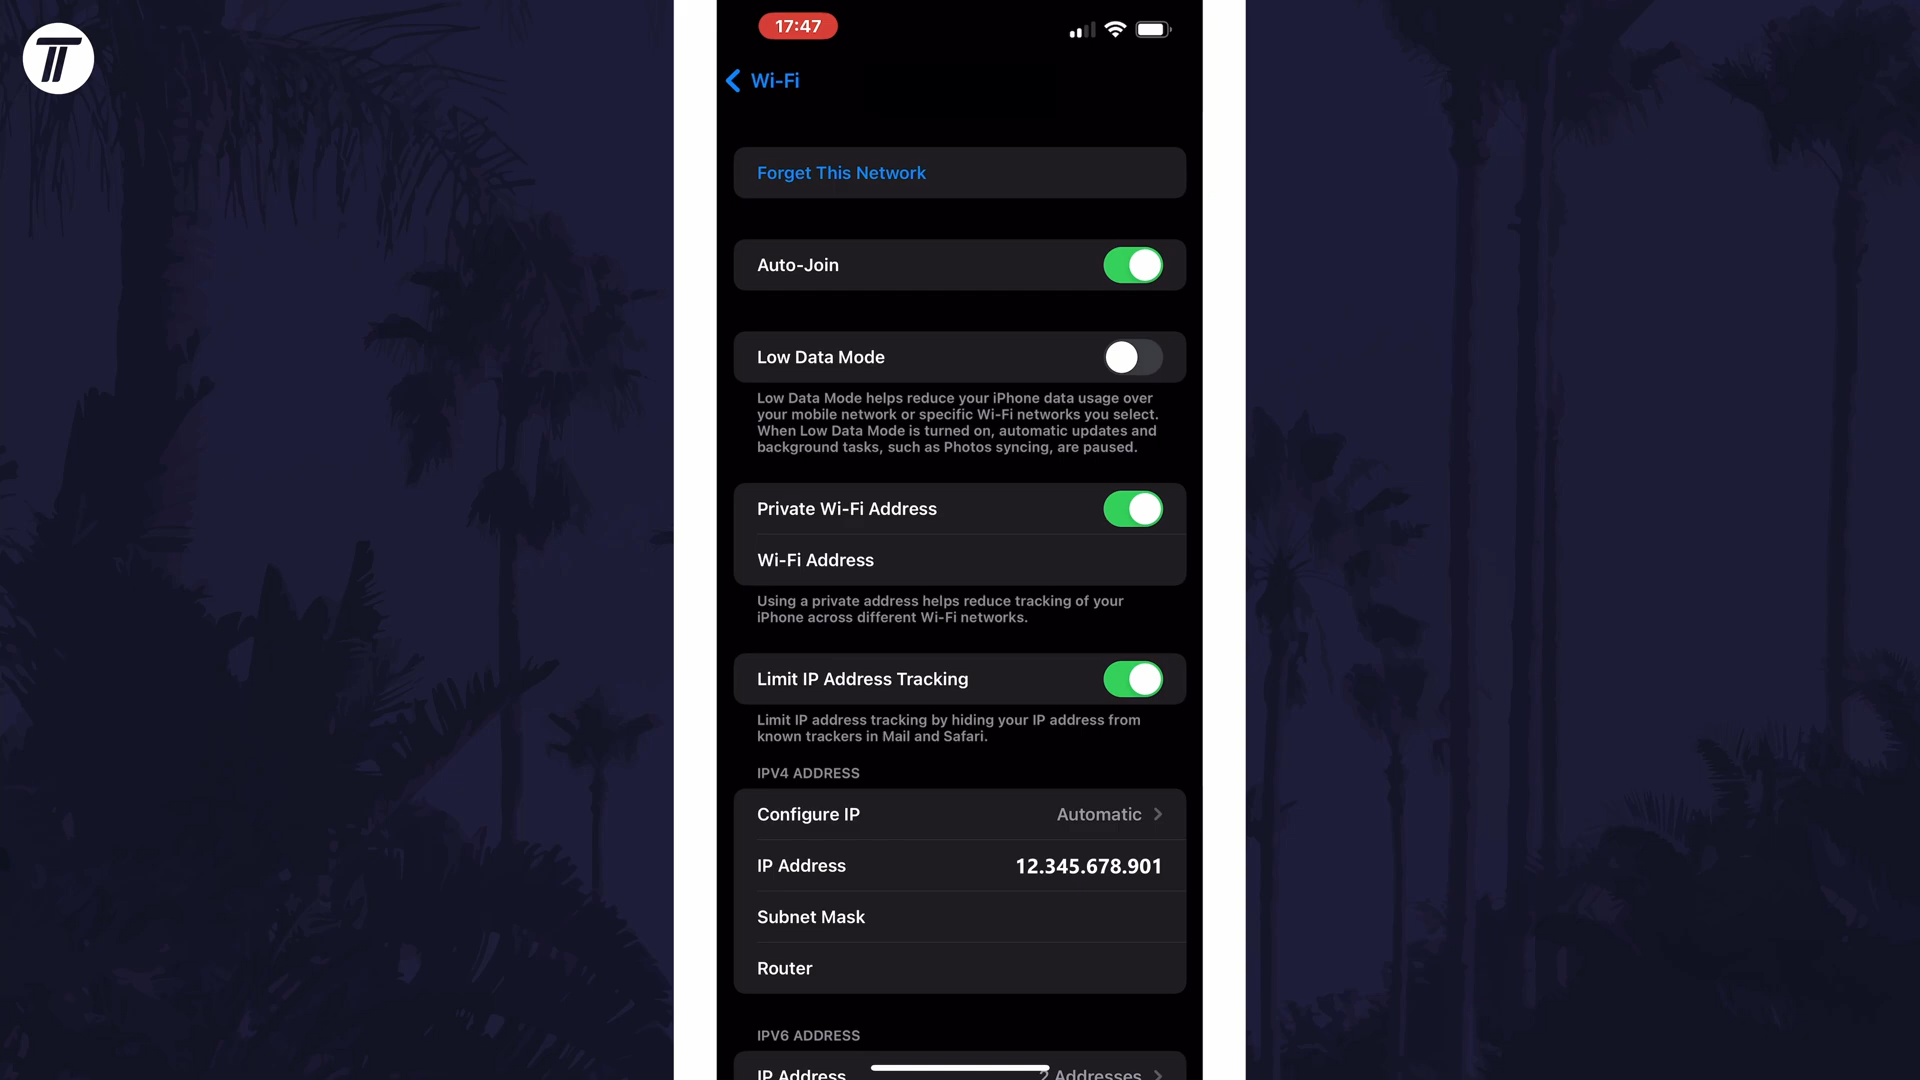 17:47
Wi-Fi
Forget This Network
Auto-Join
Low Data Mode
Low Data Mode helps reduce your iPhone data usage over
your mobile network or specific Wi-Fi networks you select.
When Low Data Mode is turned on, automatic updates and
background tasks, such as Photos syncing, are paused.
Private Wi-Fi Address
Wi-Fi Address
Using a private address helps reduce tracking of your
iPhone across different Wi-Fi networks.
Limit IP Address Tracking
Limit IP address tracking by hiding your IP address from
known trackers in Mail and Safari.
IPV4 ADDRESS
Configure IP Automatic
IP Address 12.345.678.901
Subnet Mask
Router
IPV6 ADDRESS
IP Address 2 Addresses